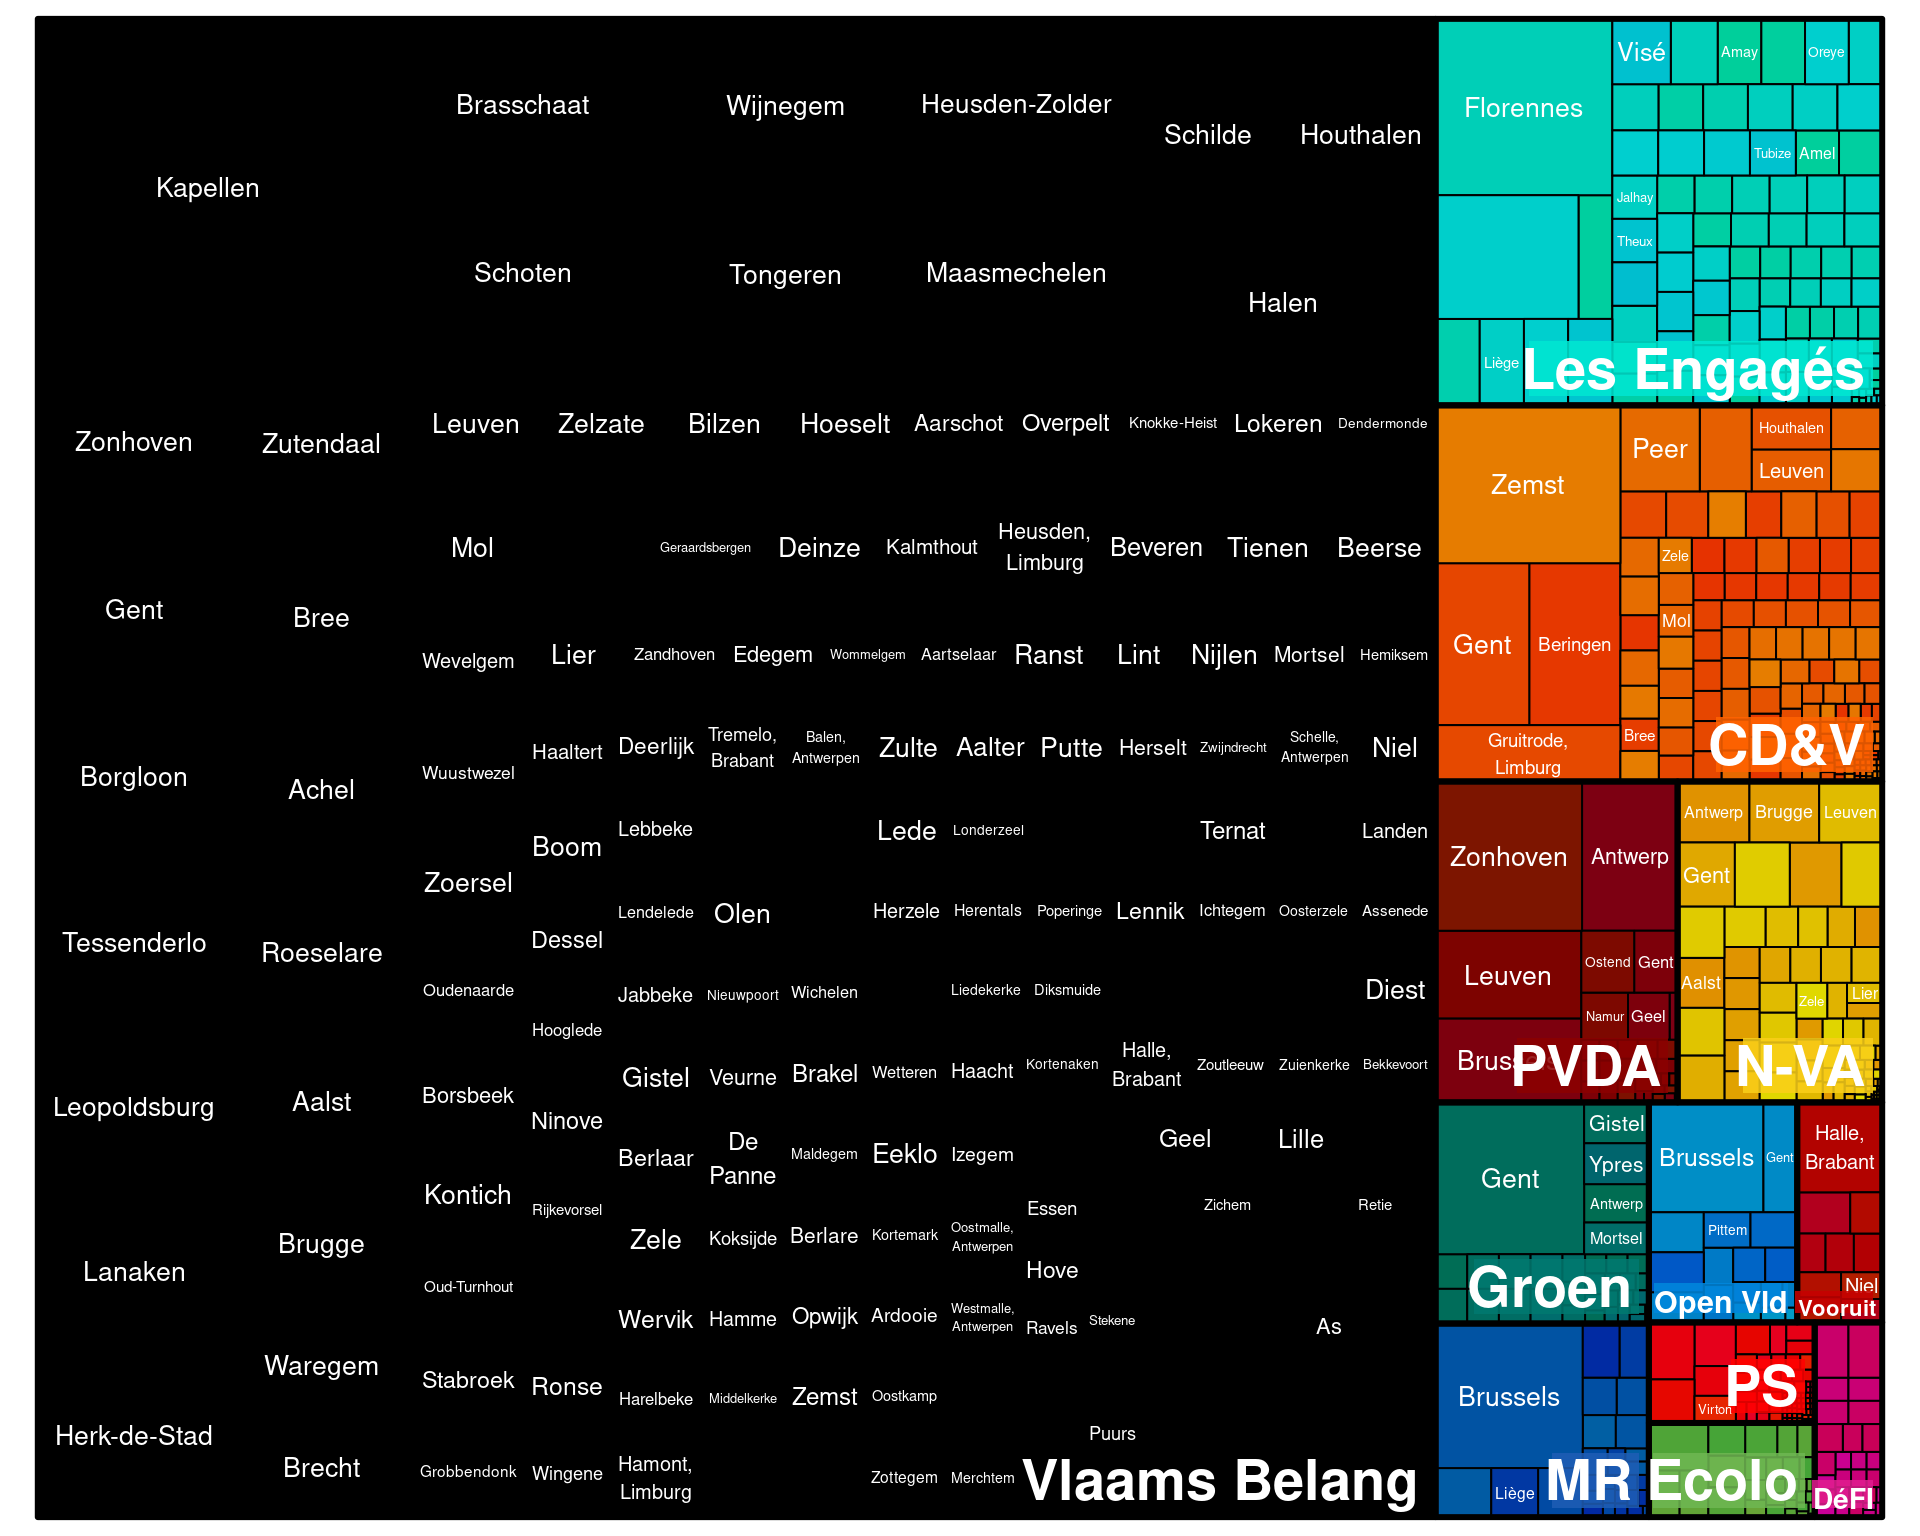 Kapellen
Brasschaat
Wijnegem
Heusden-Zolder
Schilde
Houthalen
Schoten
Tongeren
Maasmechelen
Halen
Zonhoven
Zutendaal
Leuven
Zelzate
Bilzen
Hoeselt
Aarschot
Overpelt
Knokke-Heist
Lokeren
Dendermonde
Mol
Geraardsbergen
Deinze
Kalmthout
Heusden,
Limburg
Beveren
Tienen
Beerse
Gent
Bree
Wevelgem
Lier
Zandhoven
Edegem
Wommelgem
Aartselaar
Ranst
Lint
Nijlen
Mortsel
Hemiksem
Borgloon
Achel
Wuustwezel
Haaltert
Deerlijk
Tremelo,
Brabant
Balen,
Antwerpen
Zulte
Aalter
Putte
Herselt
Zwijndrecht
Schelle,
Antwerpen
Niel
Boom
Lebbeke
Lede
Londerzeel
Ternat
Landen
Zoersel
Lendelede
Olen
Herzele
Herentals
Poperinge
Lennik
Ichtegem
Oosterzele
Assenede
Tessenderlo
Roeselare
Dessel
Oudenaarde
Jabbeke
Nieuwpoort
Wichelen
Liedekerke
Diksmuide
Diest
Hooglede
Leopoldsburg
Aalst
Borsbeek
Gistel
Veurne
Brakel
Wetteren
Haacht
Kortenaken
Halle,
Brabant
Zoutleeuw
Zuienkerke
Bekkevoort
Ninove
Berlaar
De
Panne
Maldegem
Eeklo
Izegem
Geel
Lille
Kontich
Rijkevorsel
Essen
Zichem
Retie
Lanaken
Brugge
Zele
Koksijde
Berlare
Kortemark
Oostmalle,
Antwerpen
Hove
Oud-Turnhout
Wervik
Hamme
Opwijk
Ardooie
Westmalle,
Antwerpen
Ravels
Stekene
As
Waregem
Stabroek
Ronse
Harelbeke
Middelkerke
Zemst
Oostkamp
Puurs
Herk-de-Stad
Brecht
Grobbendonk
Wingene
Hamont,
Limburg
Zottegem
Merchtem
Vlaams Belang
Florennes
Visé
Amay
Oreye
Tubize
Amel
Jalhay
Theux
Liège
Les Engagés
Zemst
Peer
Houthalen
Leuven
Zele
Mol
Gent
Beringen
Bree
Gruitrode,
Limburg
CD&V
Zonhoven
Antwerp
Leuven
Ostend
Gent
Namur
Geel
PVDA
Antwerp
Brugge
Leuven
Gent
Aalst
Zele
Lier
N-VA
Gent
Gistel
Ypres
Antwerp
Mortsel
Groen
Brussels
Gent
Pittem
Open Vld
Halle,
Brabant
Niel
Vooruit
Brussels
Liège
MR
Virton
PS
Ecolo
DéFI